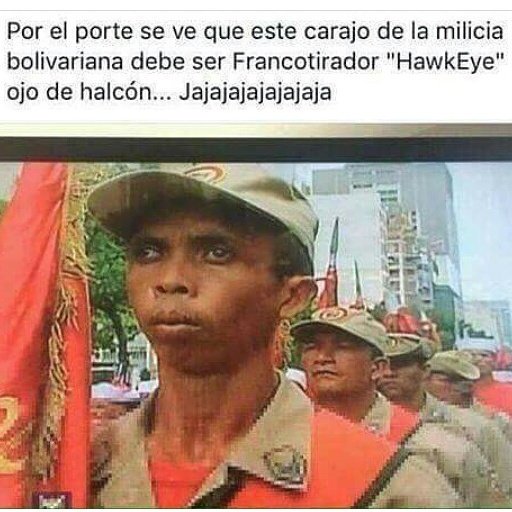 Por el porte se ve que este carajo de la milicia
bolivariana debe ser Francotirador "HawkEye"
ojo de halcón... Jajajajajajajaja